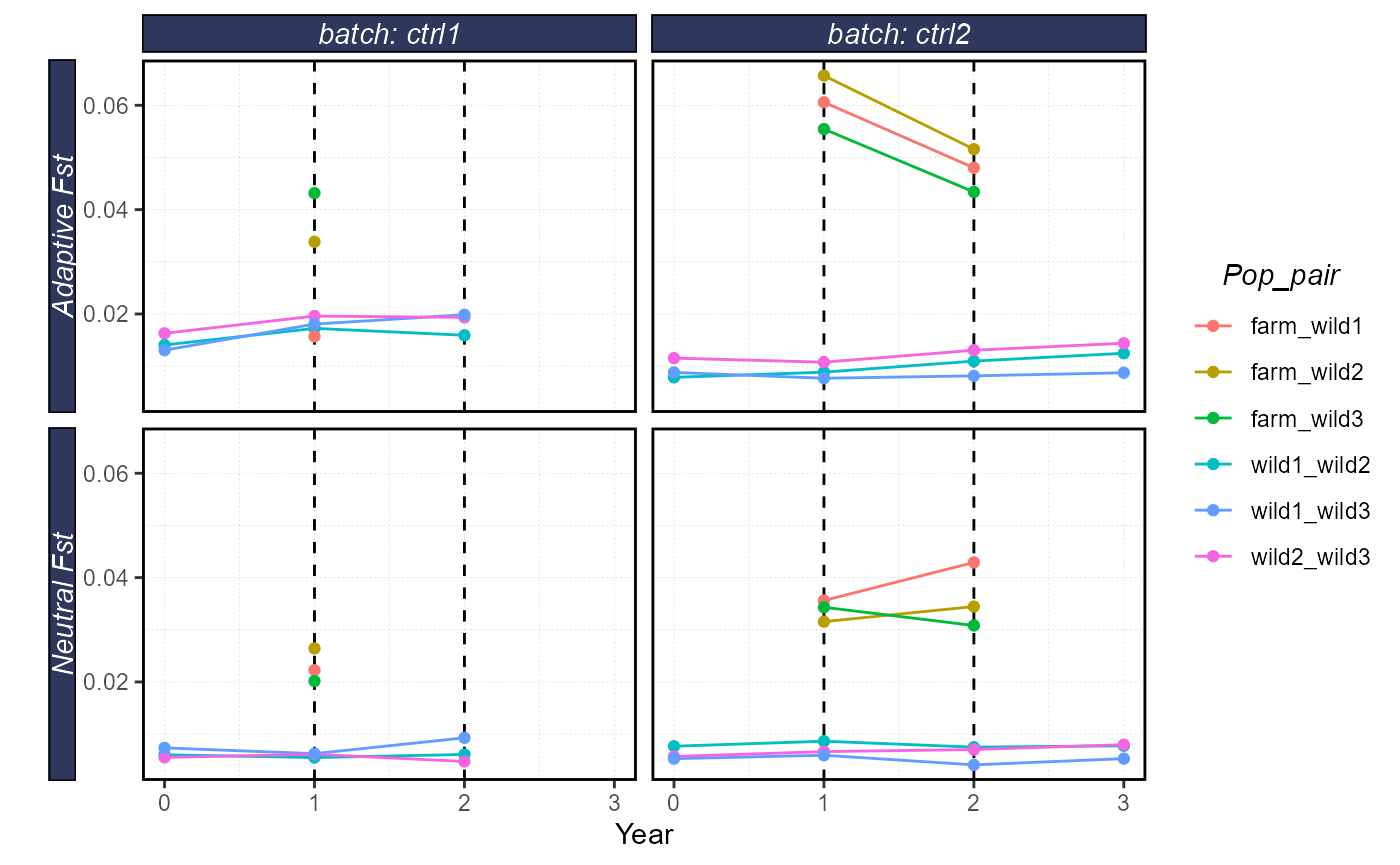 batch: ctrl1
batch: ctrl2
Adaptive Fst
0.06
0.04
0.02
Neutral Fst
0.06
0.04
0.02
0
1
2
3
0
1
2
3
Year
Pop_pair
farm_wild1
farm_wild2
farm_wild3
wild1_wild2
wild1_wild3
wild2_wild3